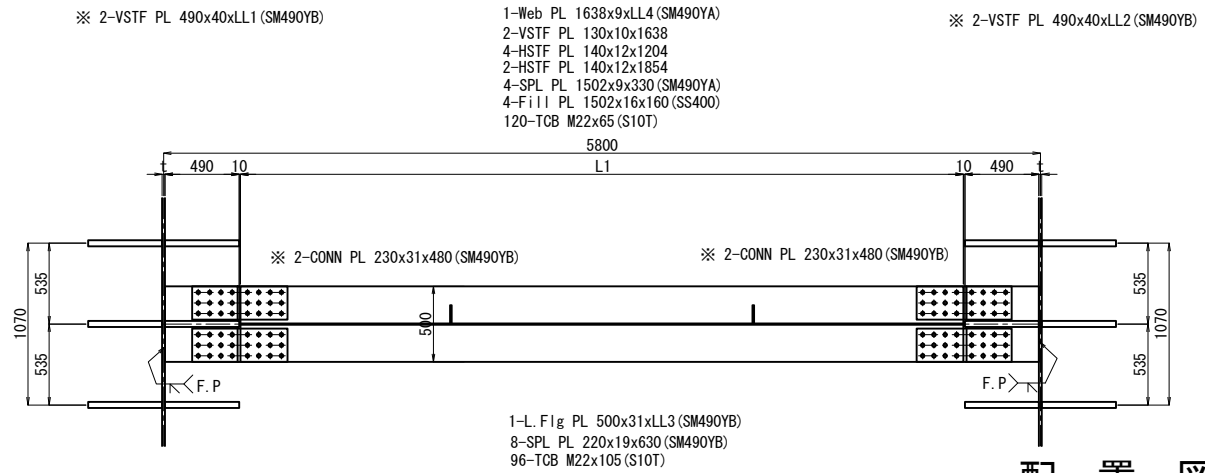 ※ 2-VSTF PL 490x40xLL1(SM490YB)
1-Web PL 1638x9xLL4(SM490YA)
2-VSTF PL 130x10x1638
4-HSTF PL 140x12x1204
2-HSTF PL 140x12x1854
4-SPL PL 1502x9x330(SM490YA)
4-Fill PL 1502x16x160(SS400)
120-TCB M22x65(S10T)
※ 2-VSTF PL 490x40xLL2(SM490YB)
5800
t 490 10 L1 10 490 t
※ 2-CONN PL 230x31x480(SM490YB)
※ 2-CONN PL 230x31x480(SM490YB)
1070
535
535
500
535
535
1070
F.P
F.P
1-L.Flg PL 500x31xLL3(SM490YB)
8-SPL PL 220x19x630(SM490YB)
96-TCB M22x105(S10T)
配 置 図